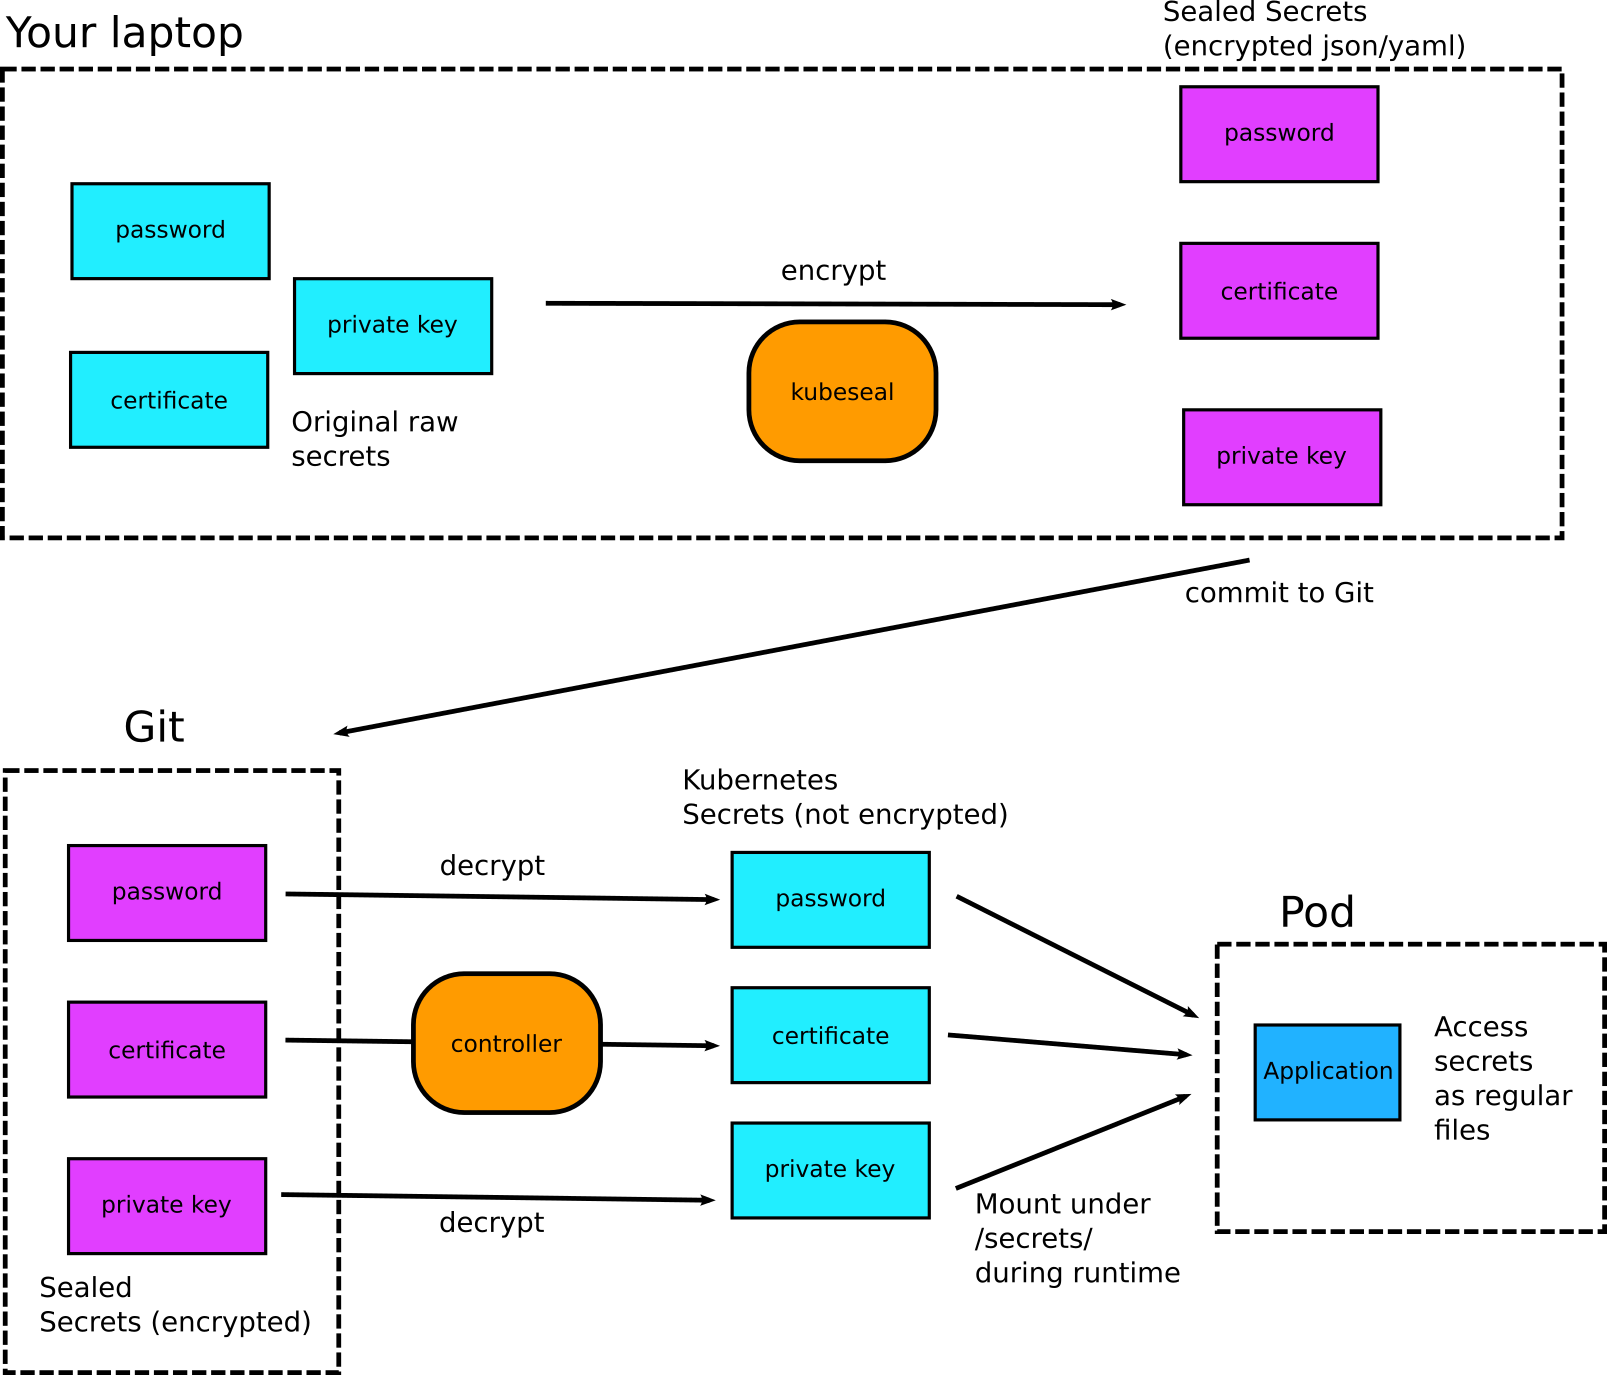 Your laptop
Sealed Secrets
(encrypted json/yaml)
password
password
certificate
private key
certificate
Original raw
secrets
encrypt
kubeseal
private key
commit to Git
Git
password
certificate
private key
Sealed
Secrets (encrypted)
decrypt
controller
decrypt
Kubernetes
Secrets (not encrypted)
password
certificate
private key
Mount under
/secrets/
during runtime
Pod
Application
Access
secrets
as regular
files